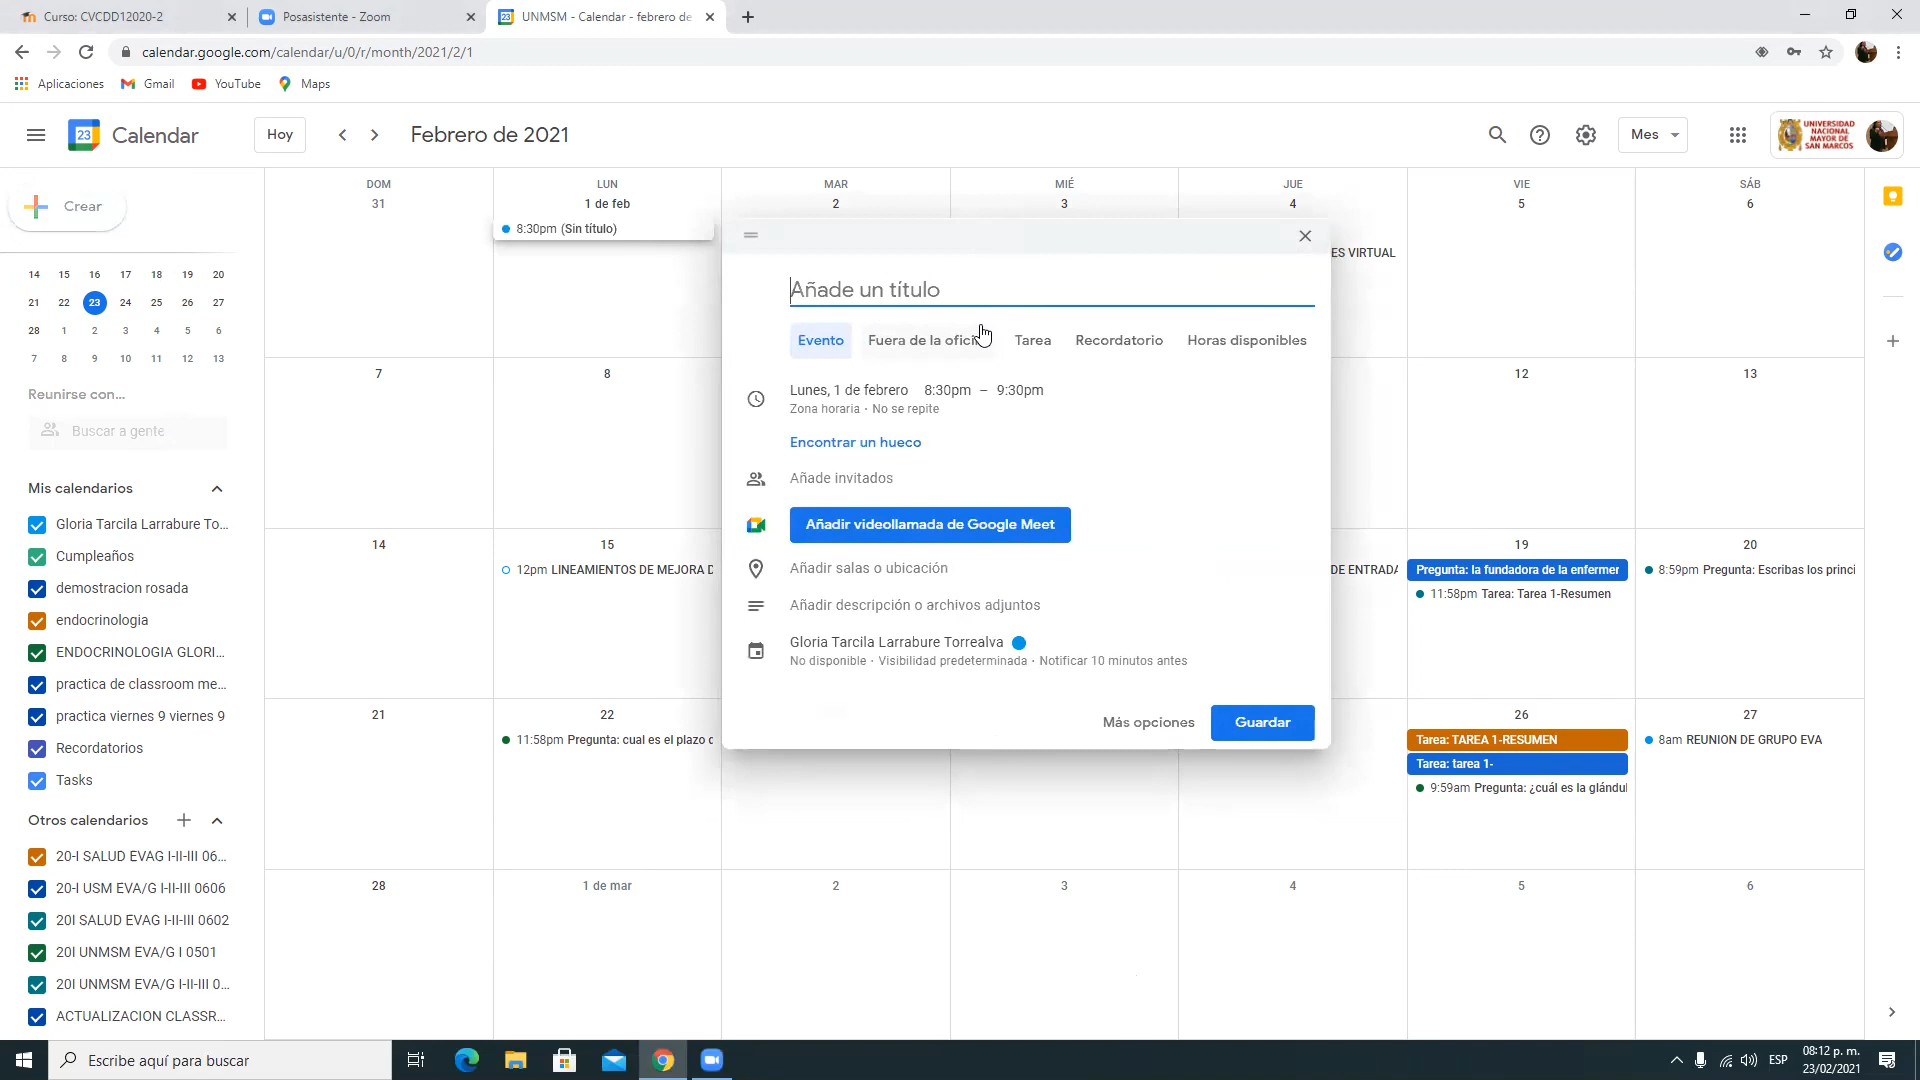 Curso: CVCDD12020-2
Posasistente - Zoom
UNMSM - Calendar - febrero de
calendar.google.com/calendar/u/0/r/month/2021/2/1
Aplicaciones
Gmail
YouTube
Maps
23
Calendar
Hoy
Febrero de 2021
Mes
UNIVERSIDAD
NACIONAL
MAYOR DE
SAN MARCOS
Crear
14 15 16 17 18 19 20
21 22 23 24 25 26 27
28 1 2 3 4 5 6
7 8 9 10 11 12 13
Reunirse con...
Buscar a gente
Mis calendarios
Gloria Tarcila Larrabure To...
Cumpleaños
demostracion rosada
endocrinologia
ENDOCRINOLOGIA GLORI...
practica de classroom me...
practica viernes 9 viernes 9
Recordatorios
Tasks
Otros calendarios
20-I SALUD EVAG I-II-III 06...
20-I USM EVA/G I-II-III 0606
20I SALUD EVAG I-II-III 0602
20I UNMSM EVA/G I 0501
20I UNMSM EVA/G I-II-III 0...
ACTUALIZACION CLASSR...
DOM LUN MAR MIÉ JUE VIE SÁB
31 1 de feb 2 3 4 5 6
8:30pm (Sin título)
ES VIRTUAL
7 8 12 13
14 15 19 20
12pm LINEAMIENTOS DE MEJORA D
DE ENTRADA
Pregunta: la fundadora de la enfermer
11:58pm Tarea: Tarea 1-Resumen
8:59pm Pregunta: Escribas los princi
21 22 26 27
11:58pm Pregunta: cual es el plazo d
Tarea: TAREA 1-RESUMEN
Tarea: tarea 1-
9:59am Pregunta: ¿cuál es la glándul
8am REUNION DE GRUPO EVA
28 1 de mar 2 3 4 5 6
Añade un título
Evento
Fuera de la ofici
Tarea
Recordatorio
Horas disponibles
Lunes, 1 de febrero 8:30pm – 9:30pm
Zona horaria · No se repite
Encontrar un hueco
Añade invitados
Añadir videollamada de Google Meet
Añadir salas o ubicación
Añadir descripción o archivos adjuntos
Gloria Tarcila Larrabure Torrealva
No disponible · Visibilidad predeterminada · Notificar 10 minutos antes
Más opciones
Guardar
Escribe aquí para buscar
ESP
08:12 p. m.
23/02/2021